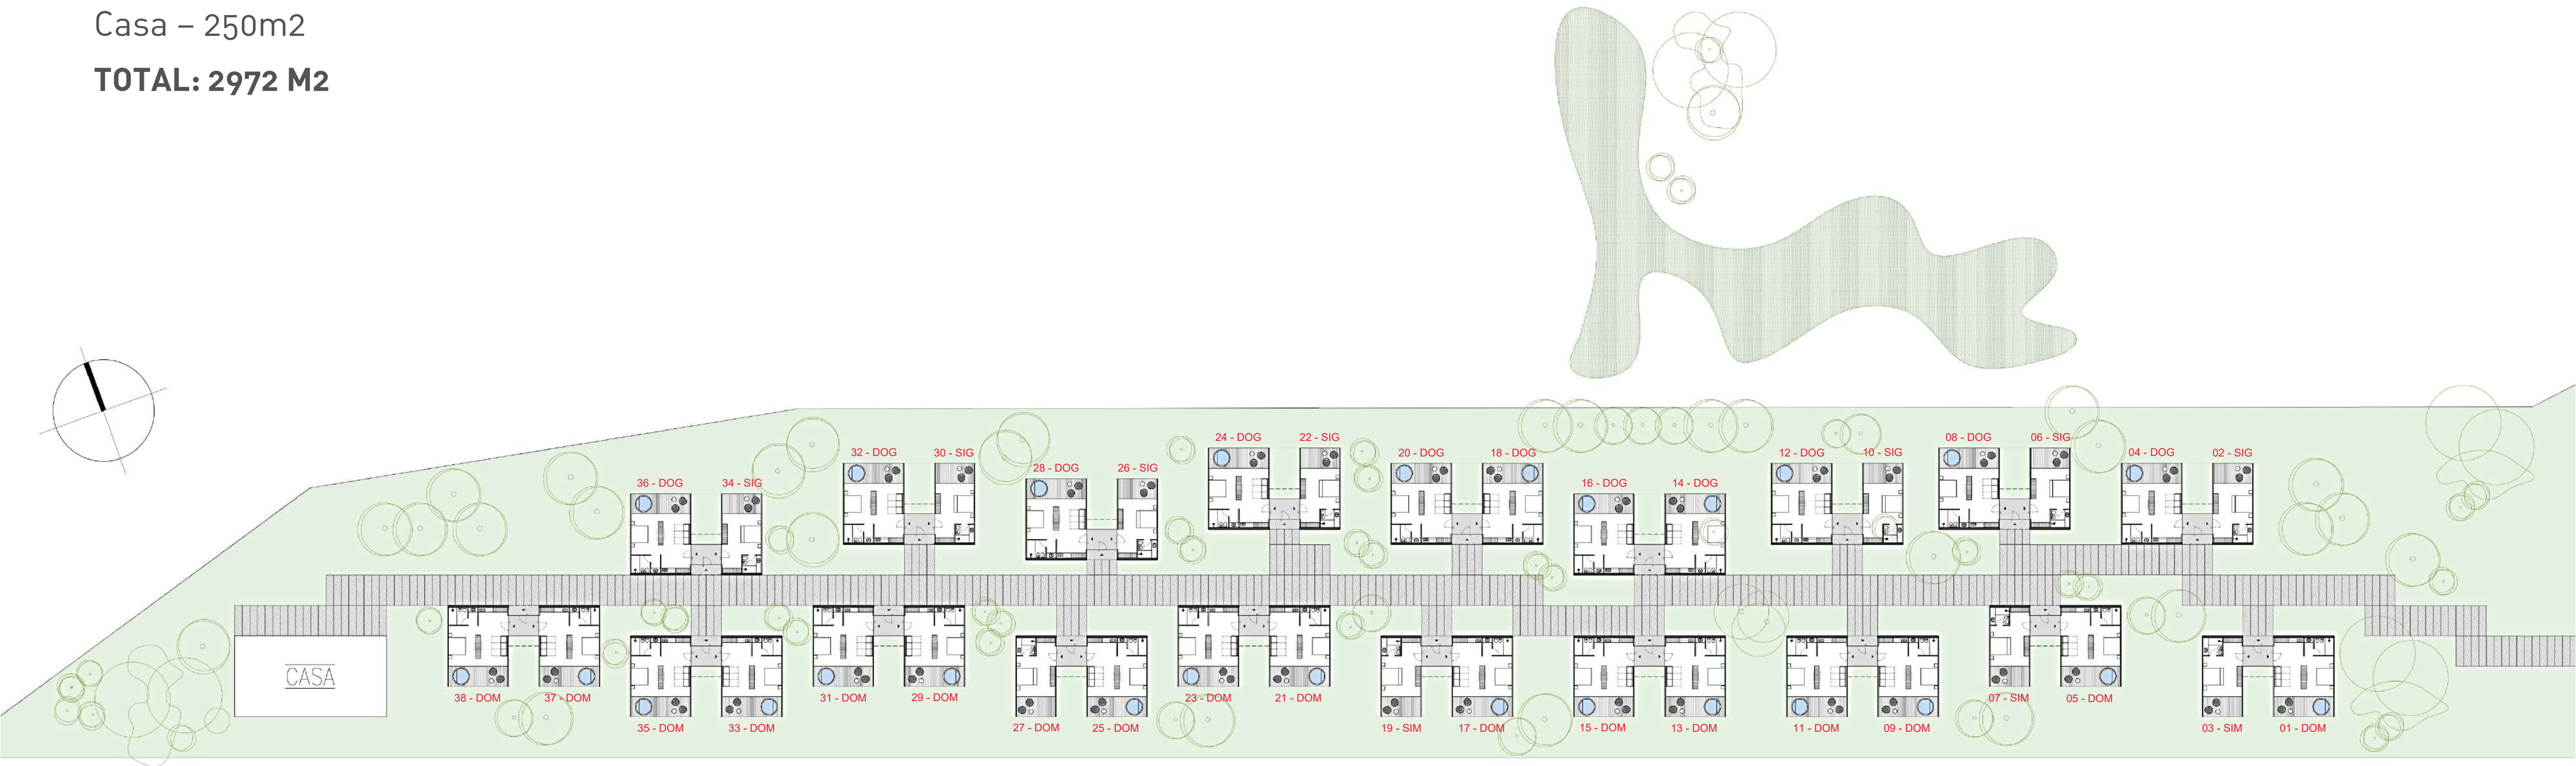 Casa – 250m2
TOTAL: 2972 M2
24 - DOG
22 - SIG
08 - DOG
06 - SIG
32 - DOG
30 - SIG
20 - DOG
18 - DOG
12 - DOG
10 - SIG
04 - DOG
02 - SIG
28 - DOG
26 - SIG
36 - DOG
34 - SIG
16 - DOG
14 - DOG
CASA
38 - DOM
37 - DOM
31 - DOM
29 - DOM
23 - DOM
21 - DOM
07 - SIM
05 - DOM
35 - DOM
33 - DOM
27 - DOM
25 - DOM
19 - SIM
17 - DOM
15 - DOM
13 - DOM
11 - DOM
09 - DOM
03 - SIM
01 - DOM